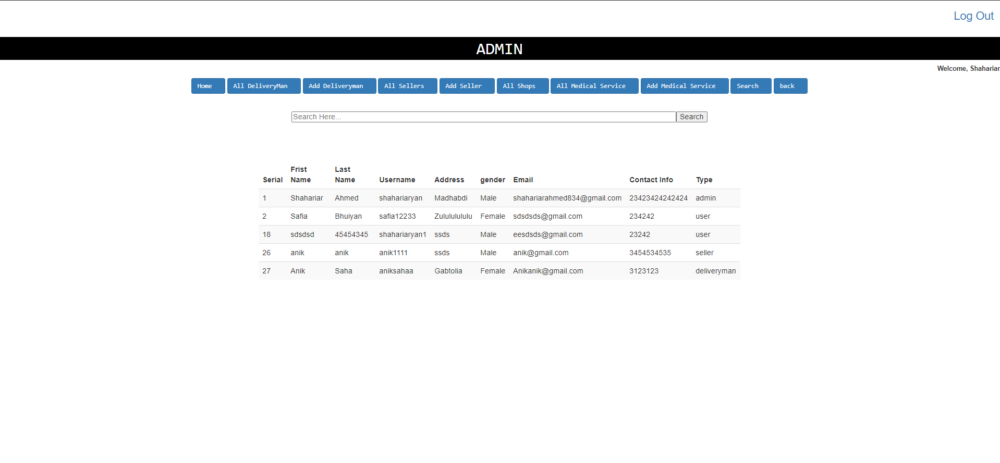 Log Out
ADMIN
Welcome, Shahariar
Home All DeliveryMan Add Deliveryman All Sellers Add Seller All Shops All Medical Service Add Medical Service Search back
Search Here... Search
Serial Frist Name Last Name Username Address gender Email Contact Info Type
1 Shahariar Ahmed shahariaryan Madhabdi Male shahariarahmed834@gmail.com 23423424242424 admin
2 Safia Bhuiyan safia12233 Zulululululu Female sdsdsds@gmail.com 234242 user
18 sdsdsd 45454345 shahariaryan1 ssds Male eesdsds@gmail.com 23242 user
26 anik anik anik1111 ssds Male anik@gmail.com 3454534535 seller
27 Anik Saha aniksahaa Gabtolia Female Anikanik@gmail.com 3123123 deliveryman